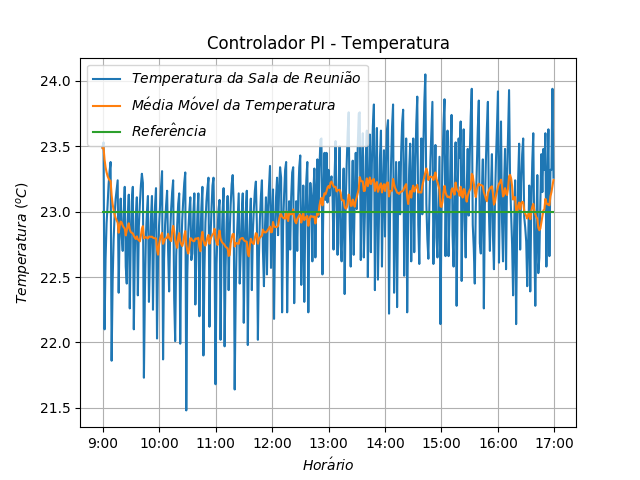 Controlador PI - Temperatura
Temperatura da Sala de Reunião
Média Móvel da Temperatura
Referência
24.0
23.5
23.0
22.5
22.0
21.5
Temperatura (ºC)
9:00 10:00 11:00 12:00 13:00 14:00 15:00 16:00 17:00
Horário